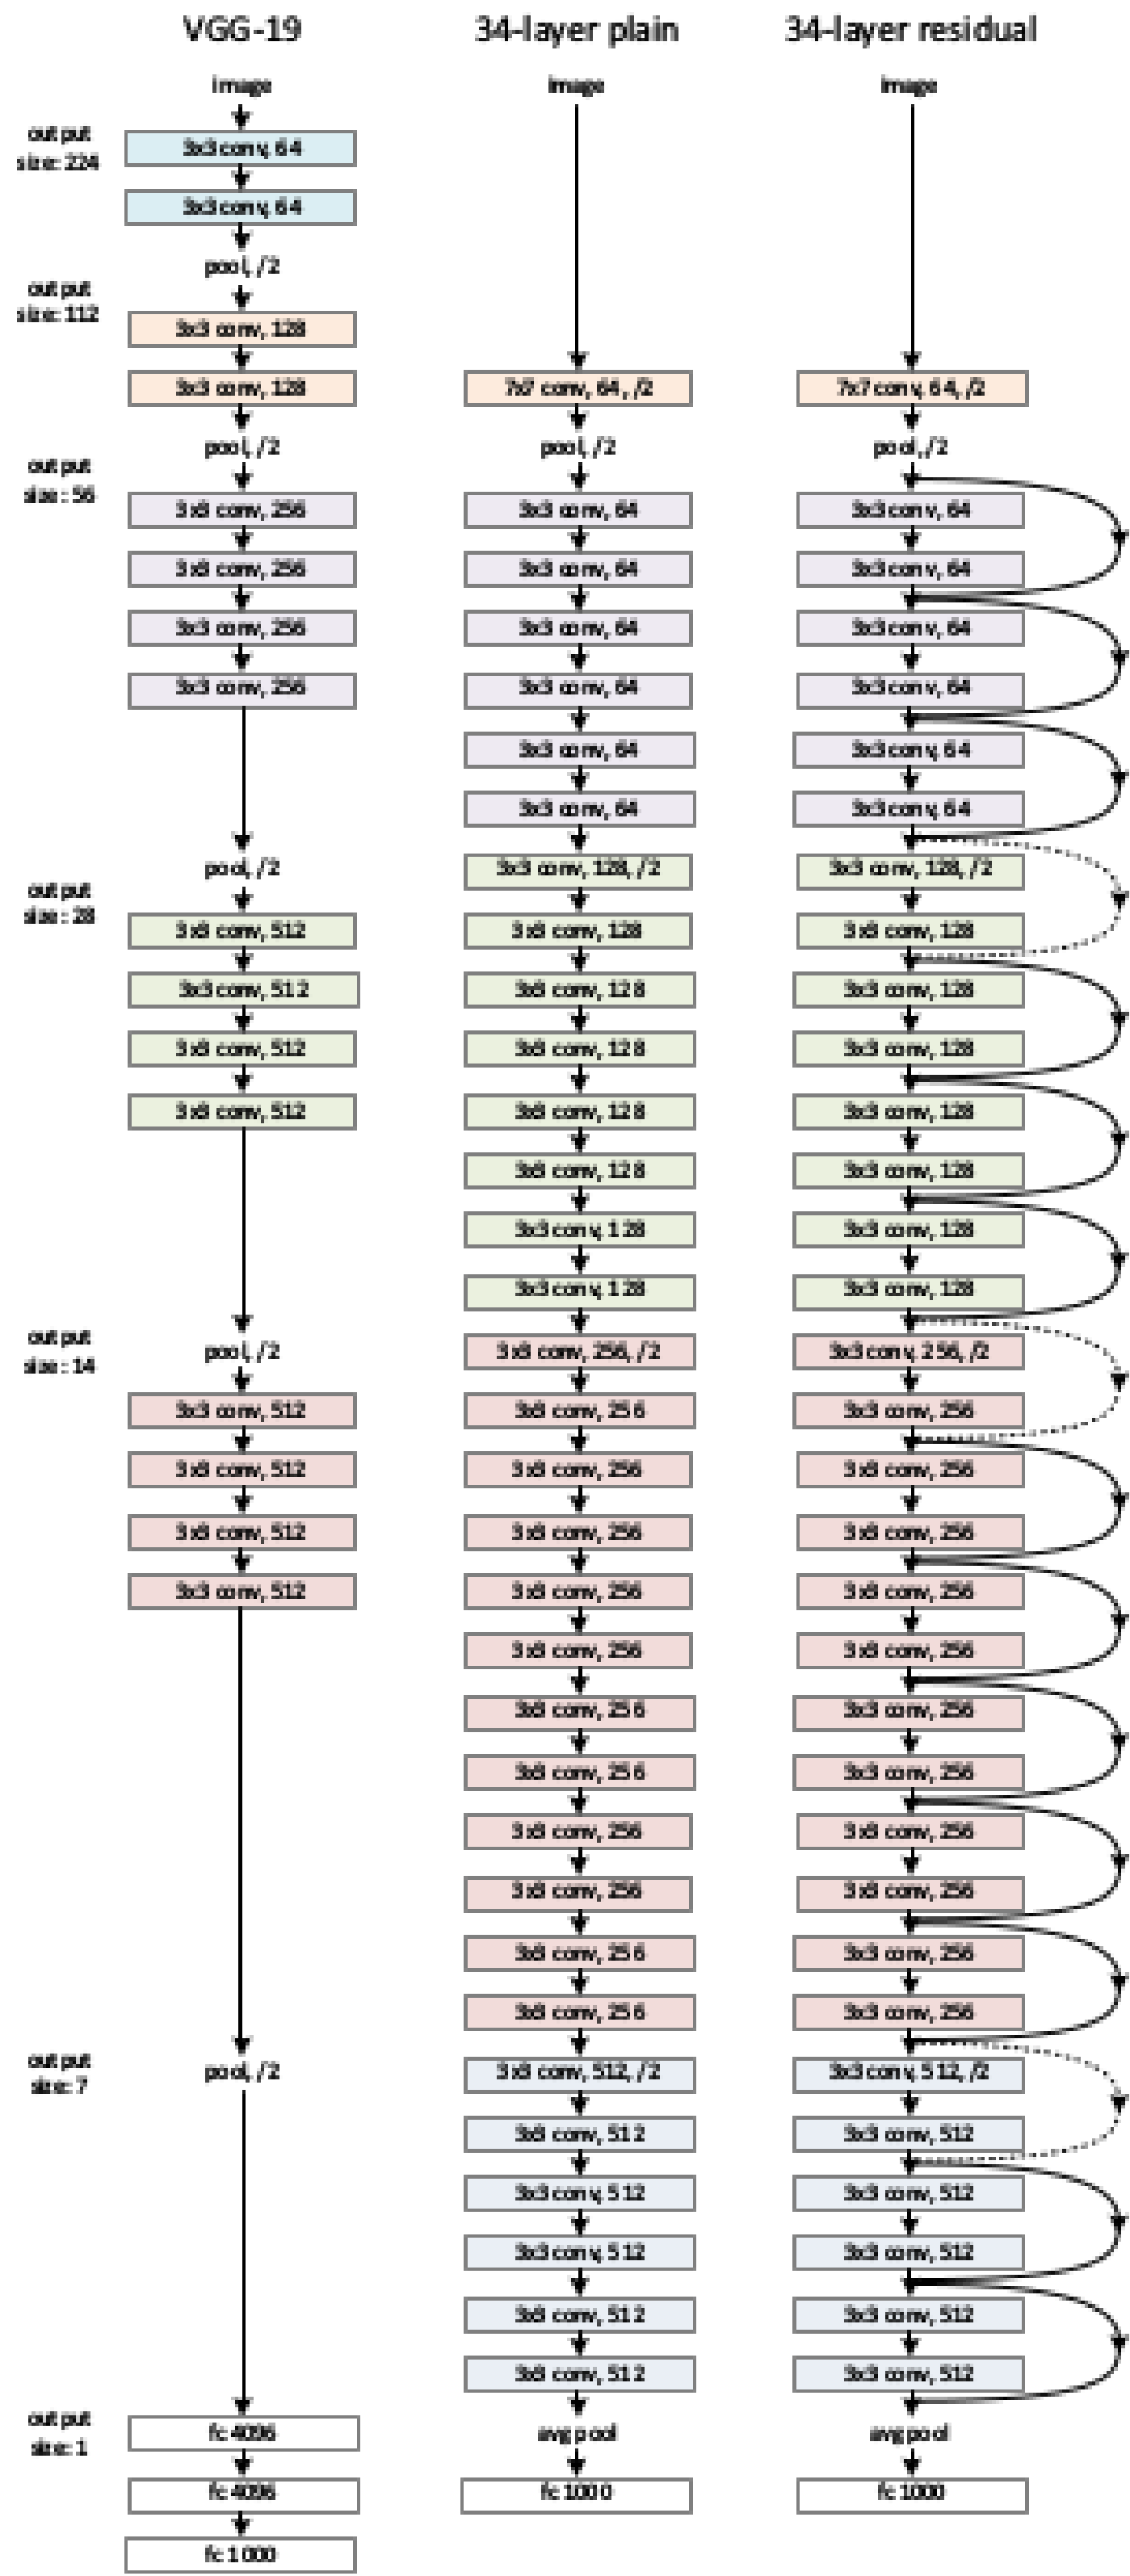 VGG-19
image
output
size: 224
3x3 conv, 64
3x3 conv, 64
pool, /2
output
size: 112
3x3 conv, 128
3x3 conv, 128
pool, /2
output
size: 56
3x3 conv, 256
3x3 conv, 256
3x3 conv, 256
3x3 conv, 256
pool, /2
output
size: 28
3x3 conv, 512
3x3 conv, 512
3x3 conv, 512
3x3 conv, 512
output
size: 14
pool, /2
3x3 conv, 512
3x3 conv, 512
3x3 conv, 512
3x3 conv, 512
output
size: 7
pool, /2
output
size: 1
fc 4096
fc 4096
fc 1000
34-layer plain
image
7x7 conv, 64, /2
pool, /2
3x3 conv, 64
3x3 conv, 64
3x3 conv, 64
3x3 conv, 64
3x3 conv, 64
3x3 conv, 64
3x3 conv, 128, /2
3x3 conv, 128
3x3 conv, 128
3x3 conv, 128
3x3 conv, 128
3x3 conv, 128
3x3 conv, 128
3x3 conv, 128
3x3 conv, 256, /2
3x3 conv, 256
3x3 conv, 256
3x3 conv, 256
3x3 conv, 256
3x3 conv, 256
3x3 conv, 256
3x3 conv, 256
3x3 conv, 256
3x3 conv, 256
3x3 conv, 256
3x3 conv, 256
3x3 conv, 512, /2
3x3 conv, 512
3x3 conv, 512
3x3 conv, 512
3x3 conv, 512
3x3 conv, 512
avg pool
fc 1000
34-layer residual
image
7x7 conv, 64, /2
pool, /2
3x3 conv, 64
3x3 conv, 64
3x3 conv, 64
3x3 conv, 64
3x3 conv, 64
3x3 conv, 64
3x3 conv, 128, /2
3x3 conv, 128
3x3 conv, 128
3x3 conv, 128
3x3 conv, 128
3x3 conv, 128
3x3 conv, 128
3x3 conv, 128
3x3 conv, 256, /2
3x3 conv, 256
3x3 conv, 256
3x3 conv, 256
3x3 conv, 256
3x3 conv, 256
3x3 conv, 256
3x3 conv, 256
3x3 conv, 256
3x3 conv, 256
3x3 conv, 256
3x3 conv, 256
3x3 conv, 512, /2
3x3 conv, 512
3x3 conv, 512
3x3 conv, 512
3x3 conv, 512
3x3 conv, 512
avg pool
fc 1000